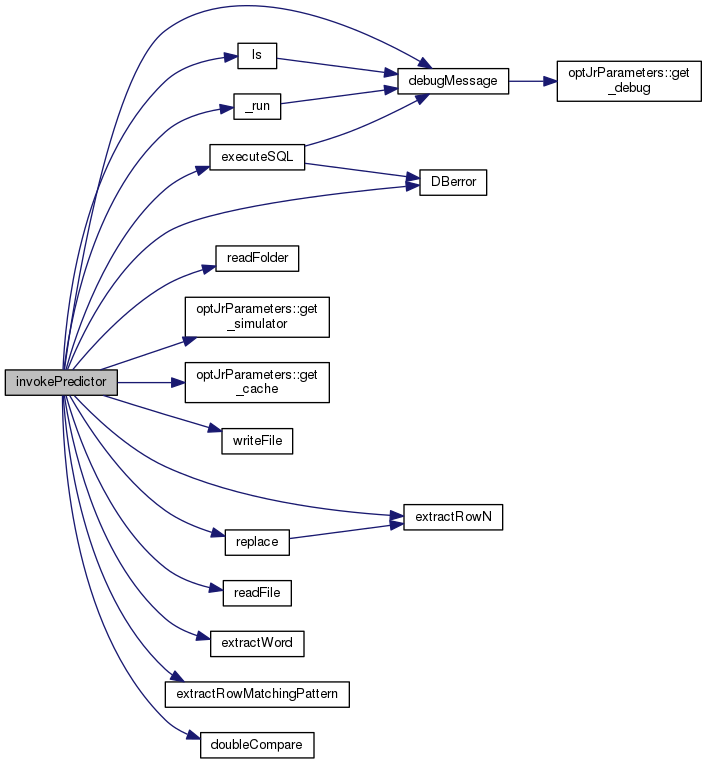 ls
debugMessage
optJrParameters::get
_debug
_run
executeSQL
DBerror
readFolder
optJrParameters::get
_simulator
invokePredictor
optJrParameters::get
_cache
writeFile
extractRowN
replace
readFile
extractWord
extractRowMatchingPattern
doubleCompare